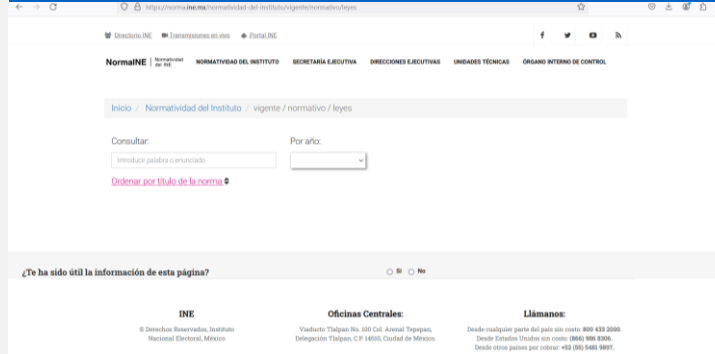 https://norma.ine.mx/normatividad-del-instituto/vigente/normativo/leyes
Directorio INE Transmisiones en vivo Portal INE
NormaINE | Normatividad del INE NORMATIVIDAD DEL INSTITUTO SECRETARÍA EJECUTIVA DIRECCIONES EJECUTIVAS UNIDADES TÉCNICAS ÓRGANO INTERNO DE CONTROL
Inicio / Normatividad del Instituto / vigente / normativo / leyes
Consultar: Por año:
Introducir palabra o enunciado
Ordenar por título de la norma
¿Te ha sido útil la información de esta página? Sí No
INE Oficinas Centrales: Llámanos:
© Derechos Reservados, Instituto Viaducto Tlalpan No. 100 Col. Arenal Tepepan, Desde cualquier parte del país sin costo: 800 433 2000
Nacional Electoral, México Delegación Tlalpan, C.P. 14610, Ciudad de México. Desde Estados Unidos sin costo: (866) 986 8306.
Desde otros países por cobrar: +52 (55) 5481 9897.